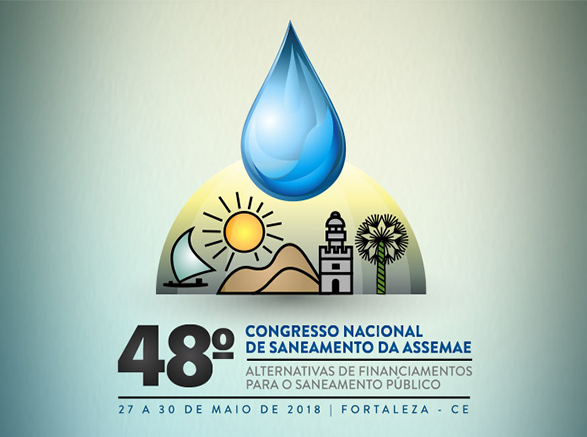 48º
CONGRESSO NACIONAL
DE SANEAMENTO DA ASSEMAE
ALTERNATIVAS DE FINANCIAMENTOS
PARA O SANEAMENTO PÚBLICO
27 A 30 DE MAIO DE 2018 | FORTALEZA - CE